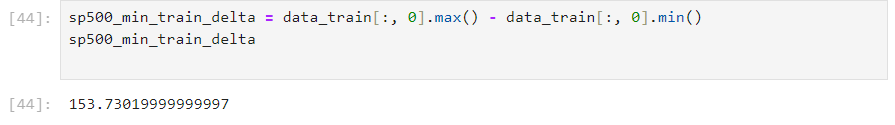 [44]: sp500_min_train_delta = data_train[:, 0].max() - data_train[:, 0].min()
sp500_min_train_delta
[44]: 153.73019999999997